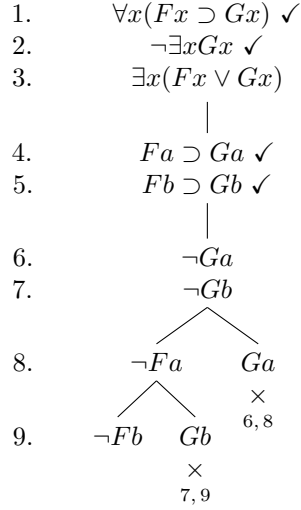 1. ∀x(Fx ⊃ Gx) ✓
2. ¬∃xGx ✓
3. ∃x(Fx ∨ Gx)
4. Fa ⊃ Ga ✓
5. Fb ⊃ Gb ✓
6. ¬Ga
7. ¬Gb
8. ¬Fa Ga
×
6, 8
9. ¬Fb Gb
×
7, 9